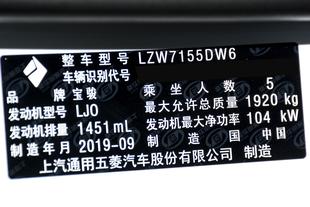 整车型号 LZW7155DW6
车辆识别代号
品牌 宝骏 乘坐人数 5
发动机型号 LJO 最大允许总质量 1920 kg
发动机排量 1451 mL 发动机最大净功率 104 kW
制造年月 2019-09 制造国 中国
上汽通用五菱汽车股份有限公司 制造